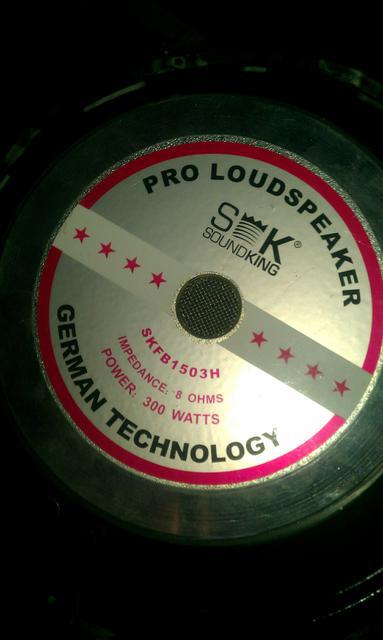 PRO LOUDSPEAKER
SK®
SOUNDKING
SKFB1503H
IMPEDANCE: 8 OHMS
POWER: 300 WATTS
GERMAN TECHNOLOGY